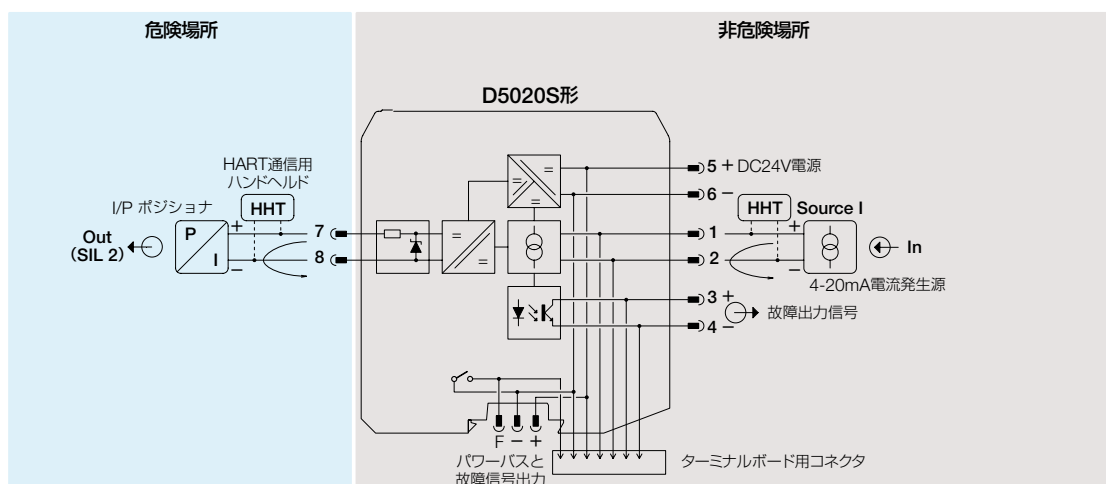 危険場所
非危険場所
D5020S形
HART通信用
ハンドヘルド
I/P ポジショナ
HHT
Out
(SIL 2)
P
I
+
−
7
8
5 + DC24V電源
6 −
HHT
Source I
1
2
+
−
In
4-20mA電流発生源
3 +
4 −
故障出力信号
F − +
パワーバスと
故障信号出力
ターミナルボード用コネクタ